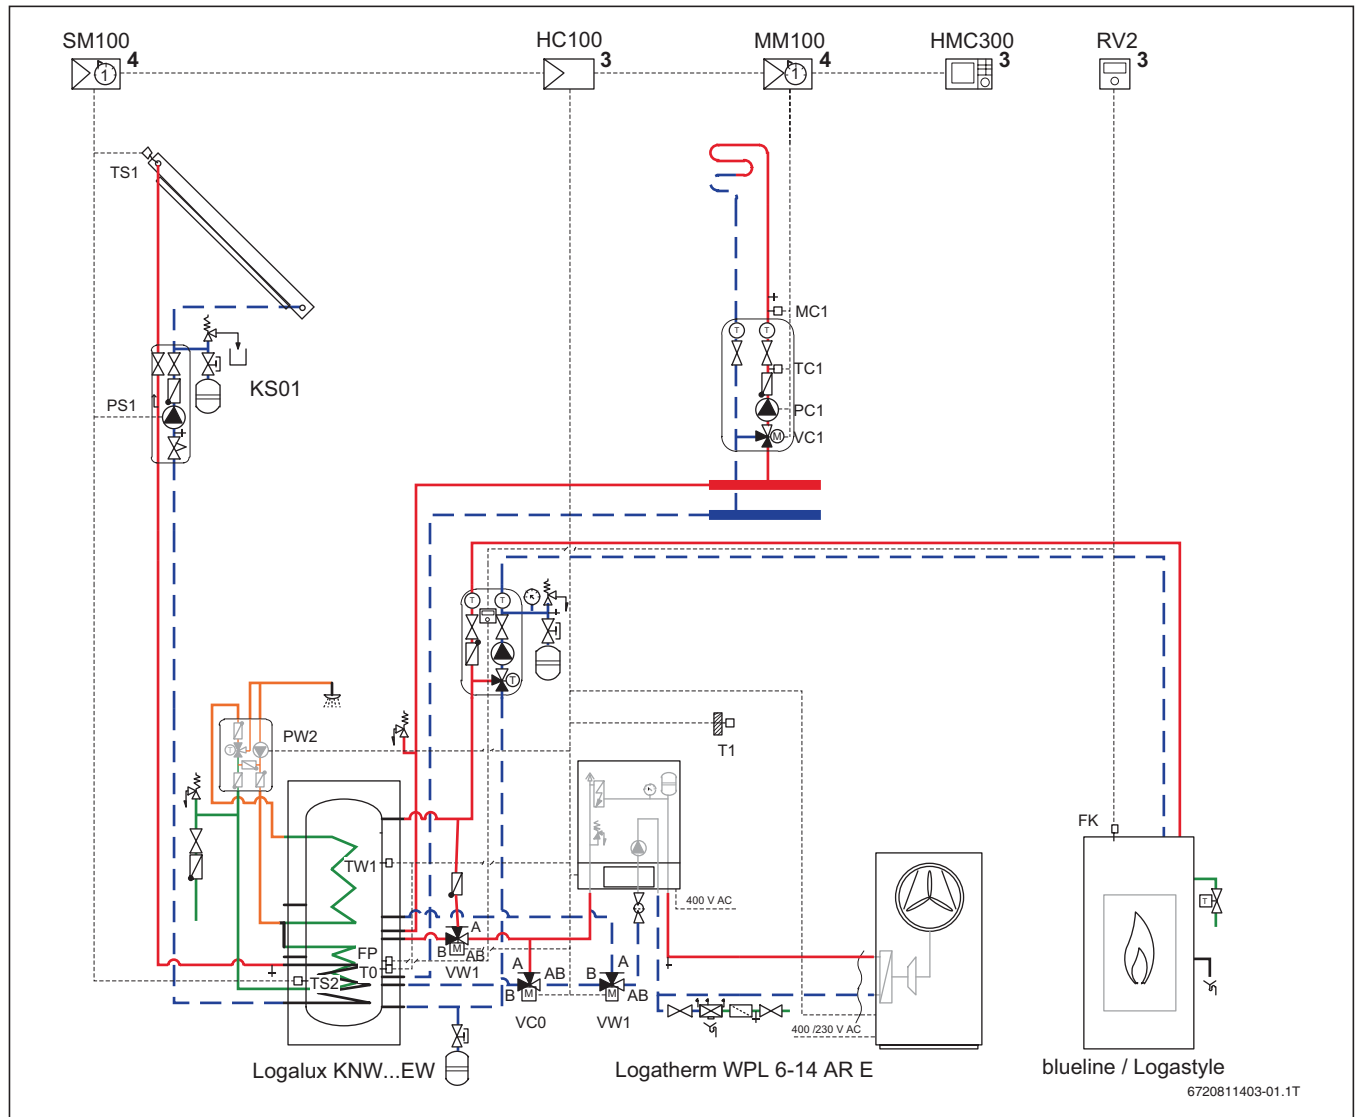 SM100 4
HC100 3
MM100 4
HMC300 3
RV2 3
1
1
TS1
MC1
T T
KS01
TC1
PS1
PC1
M VC1
T T
T
PW2
T
T1
FK
TW1
400 V AC
T
A
FP
B M AB
T0
VW1
A AB
B A
TS2
B M
M AB
VC0
VW1
400 /230 V AC
Logalux KNW...EW
Logatherm WPL 6-14 AR E
blueline / Logastyle
6720811403-01.1T